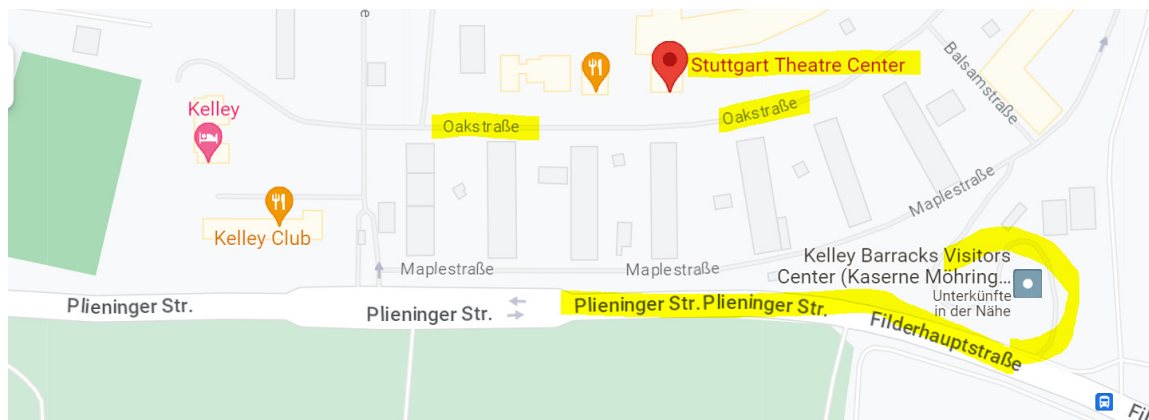 e
Stuttgart Theatre Center
Balsamstraße
Kelley
Oakstraße
Oakstraße
Maplestraße
Kelley Club
Maplestraße
Maplestraße
Kelley Barracks Visitors
Center (Kaserne Möhring...
Unterkünfte
in der Nähe
Plieninger Str.
Plieninger Str.
Plieninger Str.
Plieninger Str.
Filderhauptstraße
Fil